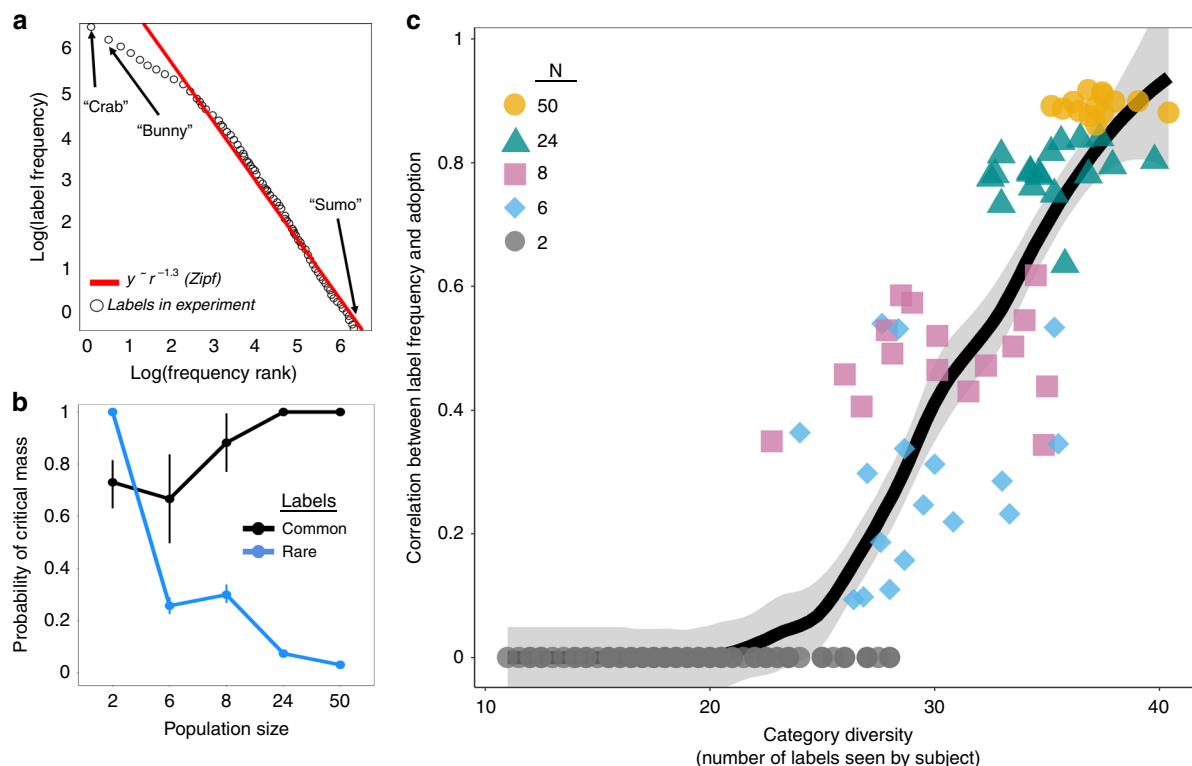 a
Log(label frequency)
6
5
4
3
2
1
0
"Crab"
"Bunny"
"Sumo"
y ~ r −1.3 (Zipf)
Labels in experiment
0 1 2 3 4 5 6
Log(frequency rank)
b
Probability of critical mass
1
0.8
0.6
0.4
0.2
0
Labels
Common
Rare
2 6 8 24 50
Population size
c
Correlation between label frequency and adoption
1
0.8
0.6
0.4
0.2
0
N
50
24
8
6
2
10 20 30 40
Category diversity
(number of labels seen by subject)